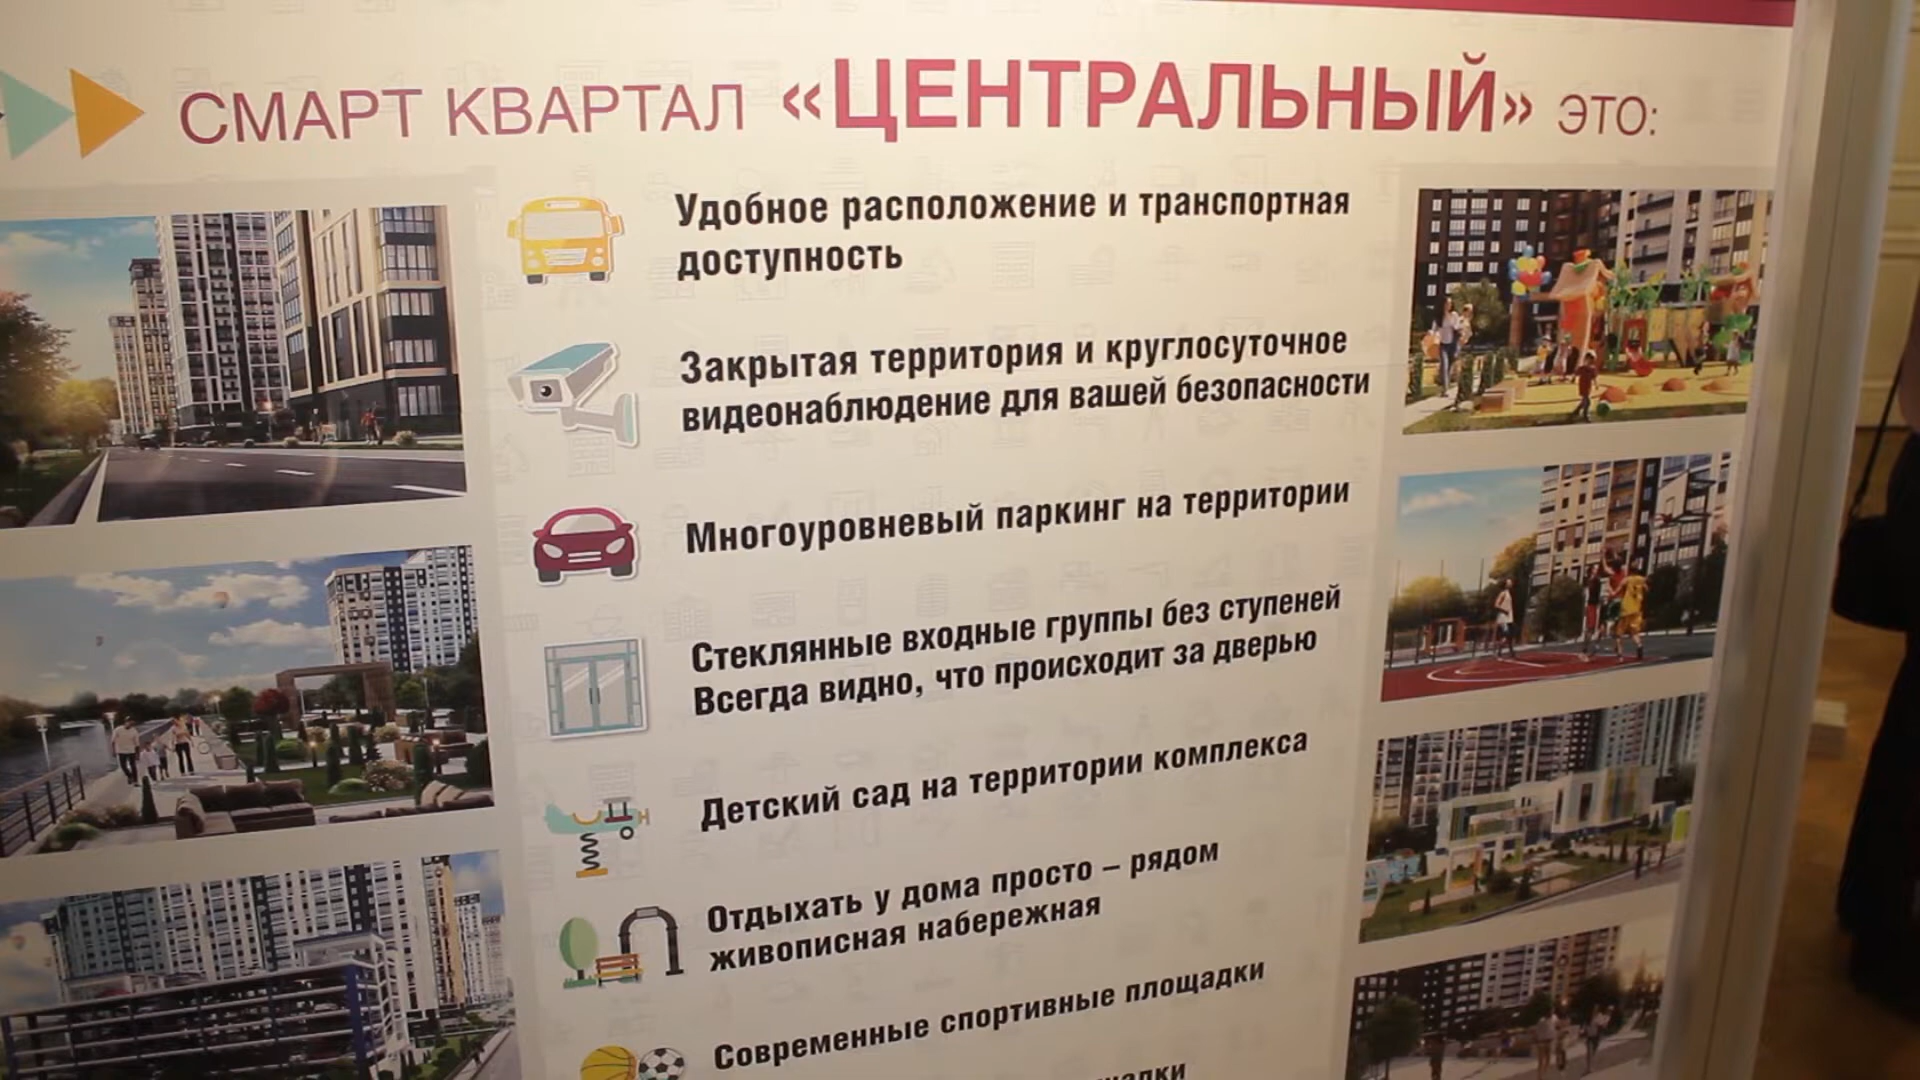 СМАРТ КВАРТАЛ «ЦЕНТРАЛЬНЫЙ» ЭТО:
Удобное расположение и транспортная
доступность
Закрытая территория и круглосуточное
видеонаблюдение для вашей безопасности
Многоуровневый паркинг на территории
Стеклянные входные группы без ступеней
Всегда видно, что происходит за дверью
Детский сад на территории комплекса
Отдыхать у дома просто – рядом
живописная набережная
Современные спортивные площадки